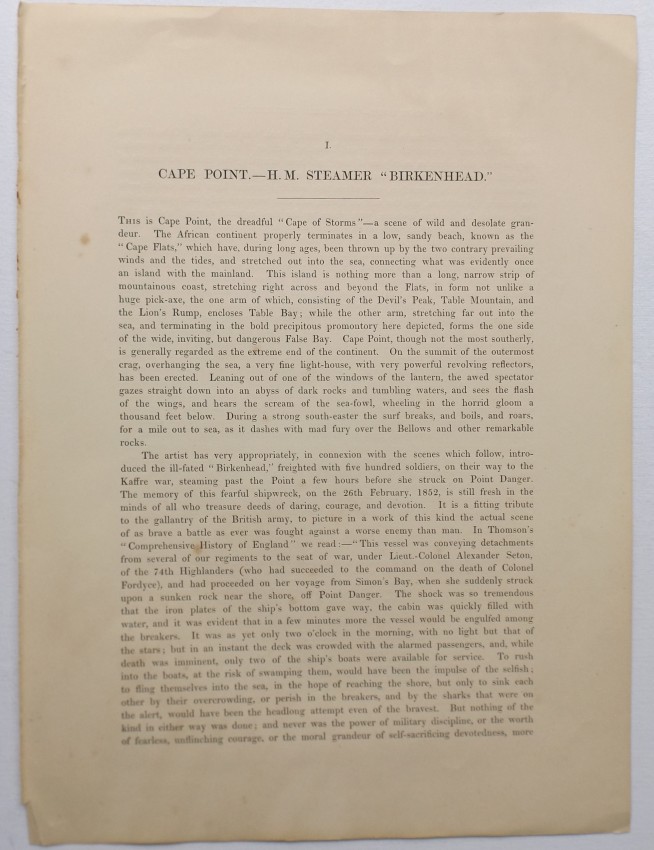 I.
CAPE POINT.—H. M. STEAMER "BIRKENHEAD."
THIS is Cape Point, the dreadful "Cape of Storms"—a scene of wild and desolate gran-
deur. The African continent properly terminates in a low, sandy beach, known as the
"Cape Flats," which have, during long ages, been thrown up by the two contrary prevailing
winds and the tides, and stretched out into the sea, connecting what was evidently once
an island with the mainland. This island is nothing more than a long, narrow strip of
mountainous coast, stretching right across and beyond the Flats, in form not unlike a
huge pick-axe, the one arm of which, consisting of the Devil's Peak, Table Mountain, and
the Lion's Rump, encloses Table Bay; while the other arm, stretching far out into the
sea, and terminating in the bold precipitous promountory here depicted, forms the one side
of the wide, inviting, but dangerous False Bay. Cape Point, though not the most southerly,
is generally regarded as the extreme end of the continent. On the summit of the outermost
crag, overhanging the sea, a very fine light-house, with very powerful revolving reflectors,
has been erected. Leaning out of one of the windows of the lantern, the awed spectator
gazes straight down into an abyss of dark rocks and tumbling waters, and sees the flash
of the wings, and hears the scream of the sea-fowl, wheeling in the horrid gloom a
thousand feet below. During a strong south-easter the surf breaks, and boils, and roars,
for a mile out to sea, as it dashes with mad fury over the Bellows and other remarkable
rocks.
The artist has very appropriately, in connexion with the scenes which follow, intro-
duced the ill-fated "Birkenhead," freighted with five hundred soldiers, on their way to the
Kaffre war, steaming past the Point a few hours before she struck on Point Danger.
The memory of this fearful shipwreck, on the 26th February, 1852, is still fresh in the
minds of all who treasure deeds of daring, courage, and devotion. It is a fitting tribute
to the gallantry of the British army, to picture in a work of this kind the actual scene
of as brave a battle as ever was fought against a worse enemy than man. In Thomson's
"Comprehensive History of England" we read:—"This vessel was conveying detachments
from several of our regiments to the seat of war, under Lieut.-Colonel Alexander Seton,
of the 74th Highlanders (who had succeeded to the command on the death of Colonel
Fordyce), and had proceeded on her voyage from Simon's Bay, when she suddenly struck
upon a sunken rock near the shore, off Point Danger. The shock was so tremendous
that the iron plates of the ship's bottom gave way, the cabin was quickly filled with
water, and it was evident that in a few minutes more the vessel would be engulfed among
the breakers. It was as yet only two o'clock in the morning, with no light but that of
the stars; but in an instant the deck was crowded with the alarmed passengers, and, while
death was imminent, only two of the ship's boats were available for service. To rush
into the boats, at the risk of swamping them, would have been the impulse of the selfish;
to fling themselves into the sea, in the hope of reaching the shore, but only to sink each
other by their overcrowding, or perish in the breakers, and by the sharks that were on
the alert, would have been the headlong attempt even of the bravest. But nothing of the
kind in either way was done; and never was the power of military discipline, or the worth
of fearless, unflinching courage, or the moral grandeur of self-sacrificing devotedness, more